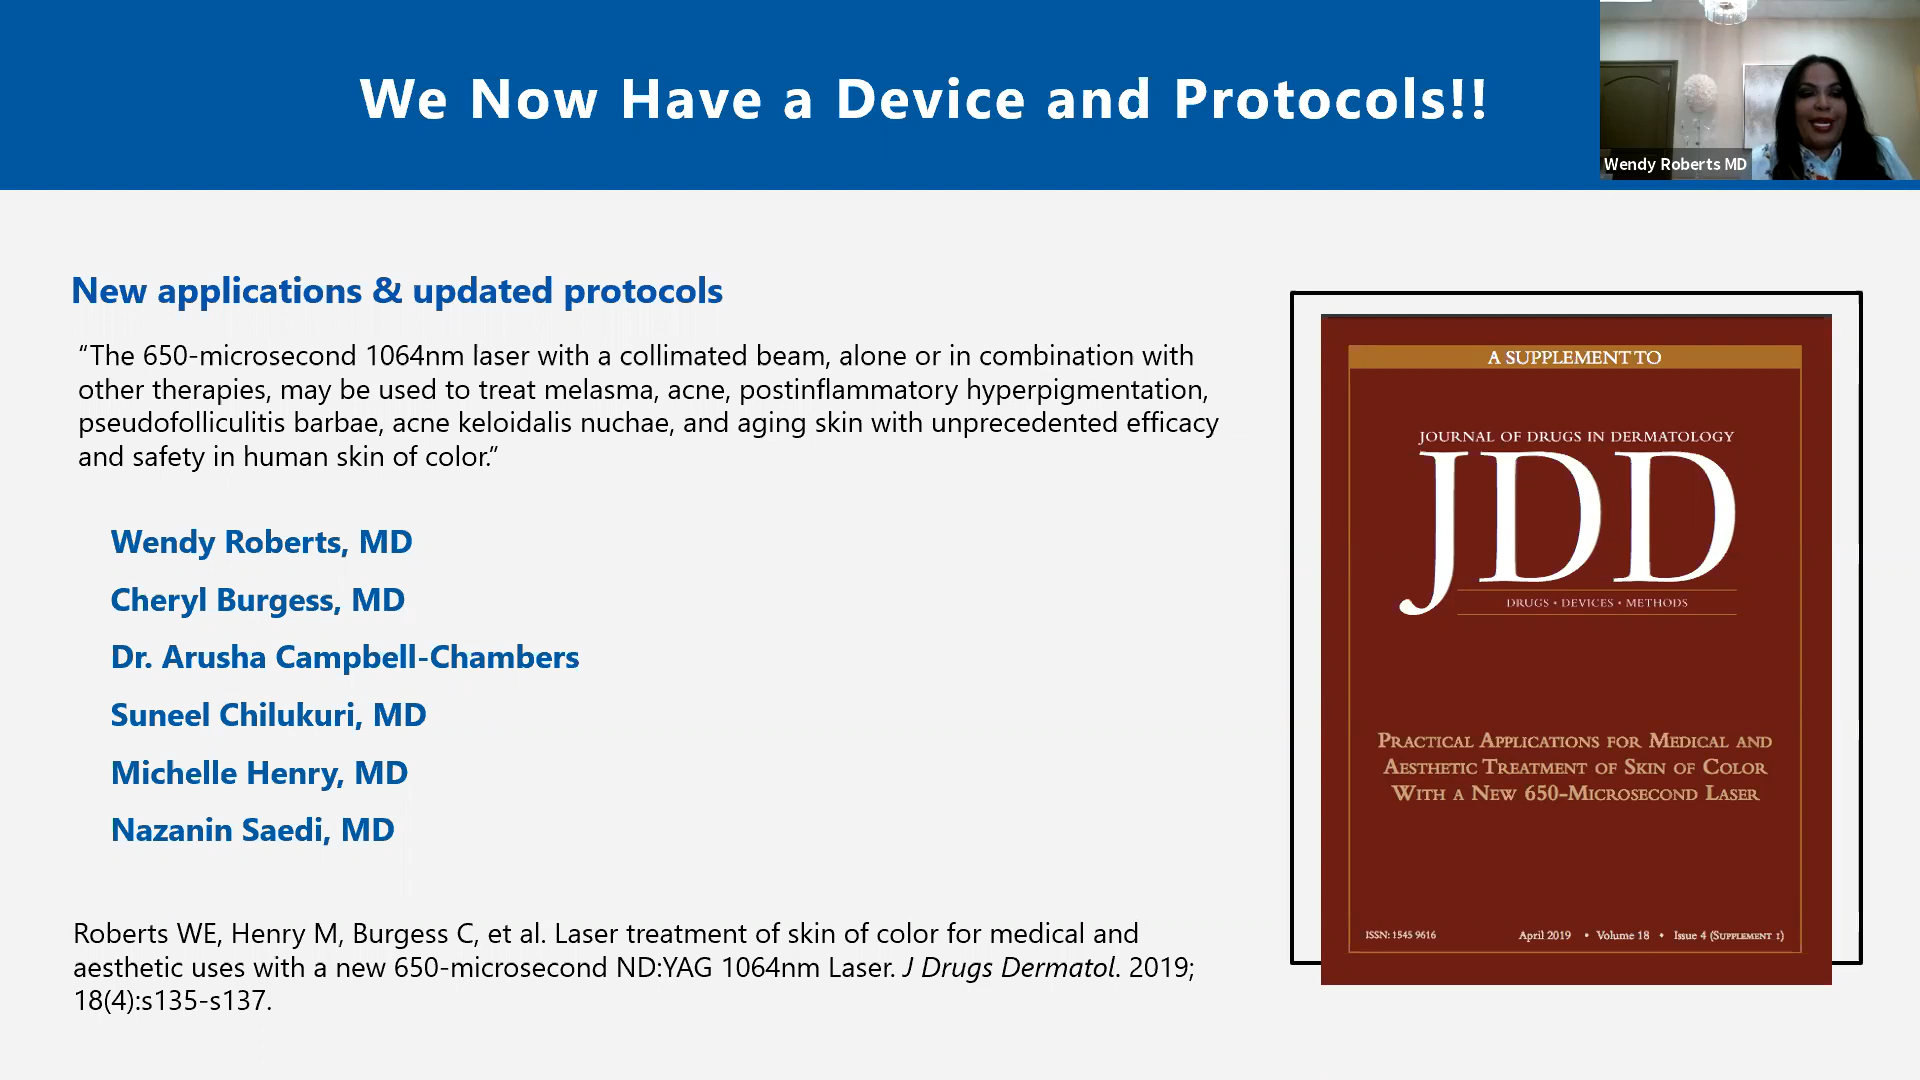 We Now Have a Device and Protocols!!
Wendy Roberts MD
New applications & updated protocols
“The 650-microsecond 1064nm laser with a collimated beam, alone or in combination with
other therapies, may be used to treat melasma, acne, postinflammatory hyperpigmentation,
pseudofolliculitis barbae, acne keloidalis nuchae, and aging skin with unprecedented efficacy
and safety in human skin of color.”
Wendy Roberts, MD
Cheryl Burgess, MD
Dr. Arusha Campbell-Chambers
Suneel Chilukuri, MD
Michelle Henry, MD
Nazanin Saedi, MD
Roberts WE, Henry M, Burgess C, et al. Laser treatment of skin of color for medical and
aesthetic uses with a new 650-microsecond ND:YAG 1064nm Laser. J Drugs Dermatol. 2019;
18(4):s135-s137.
A SUPPLEMENT TO
JOURNAL OF DRUGS IN DERMATOLOGY
JDD
DRUGS • DEVICES • METHODS
PRACTICAL APPLICATIONS FOR MEDICAL AND
AESTHETIC TREATMENT OF SKIN OF COLOR
WITH A NEW 650-MICROSECOND LASER
ISSN: 1545 9616 April 2019 • Volume 18 • Issue 4 (SUPPLEMENT 1)